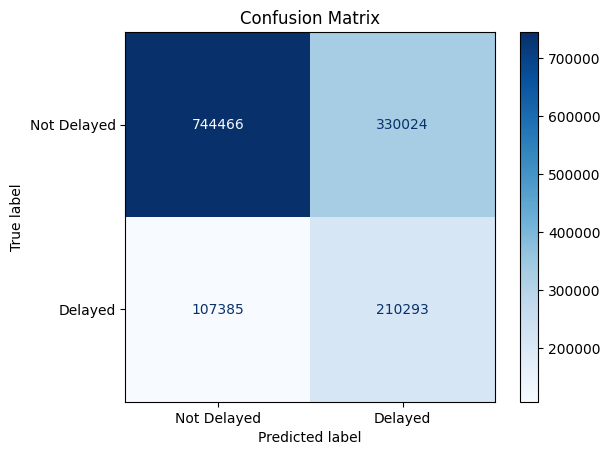 Confusion Matrix
Not Delayed
744466
330024
Delayed
107385
210293
Not Delayed
Delayed
Predicted label
True label
700000
600000
500000
400000
300000
200000